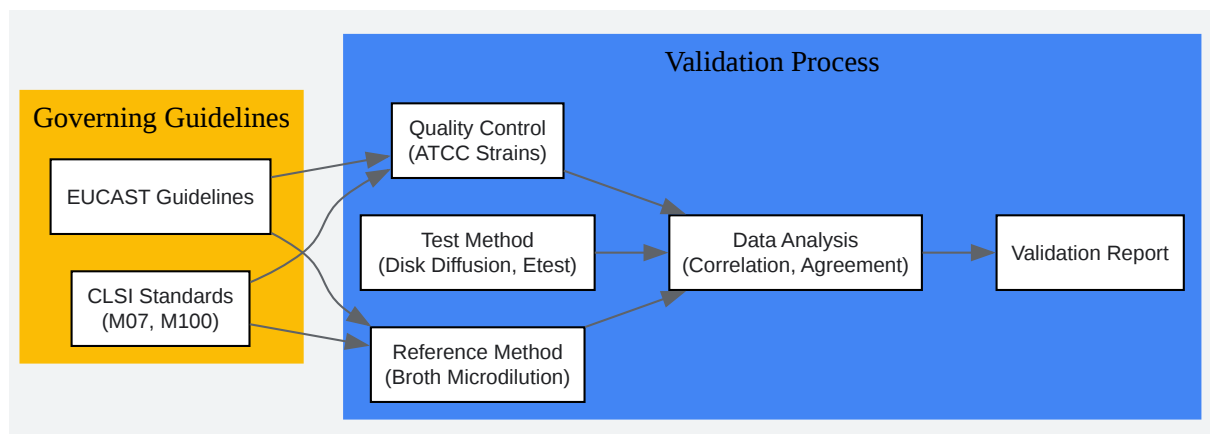 Governing Guidelines
EUCAST Guidelines
CLSI Standards
(M07, M100)
Validation Process
Quality Control
(ATCC Strains)
Test Method
(Disk Diffusion, Etest)
Reference Method
(Broth Microdilution)
Data Analysis
(Correlation, Agreement)
Validation Report